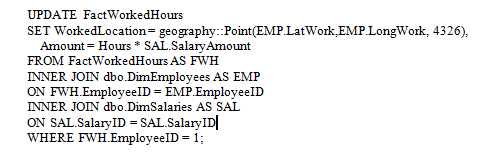 UPDATE FactWorkedHours
SET WorkedLocation = geography::Point(EMP.LatWork,EMP.LongWork, 4326),
Amount = Hours * SAL.SalaryAmount
FROM FactWorkedHours AS FWH
INNER JOIN dbo.DimEmployees AS EMP
ON FWH.EmployeeID = EMP.EmployeeID
INNER JOIN dbo.DimSalaries AS SAL
ON SAL.SalaryID = SAL.SalaryID
WHERE FWH.EmployeeID = 1;